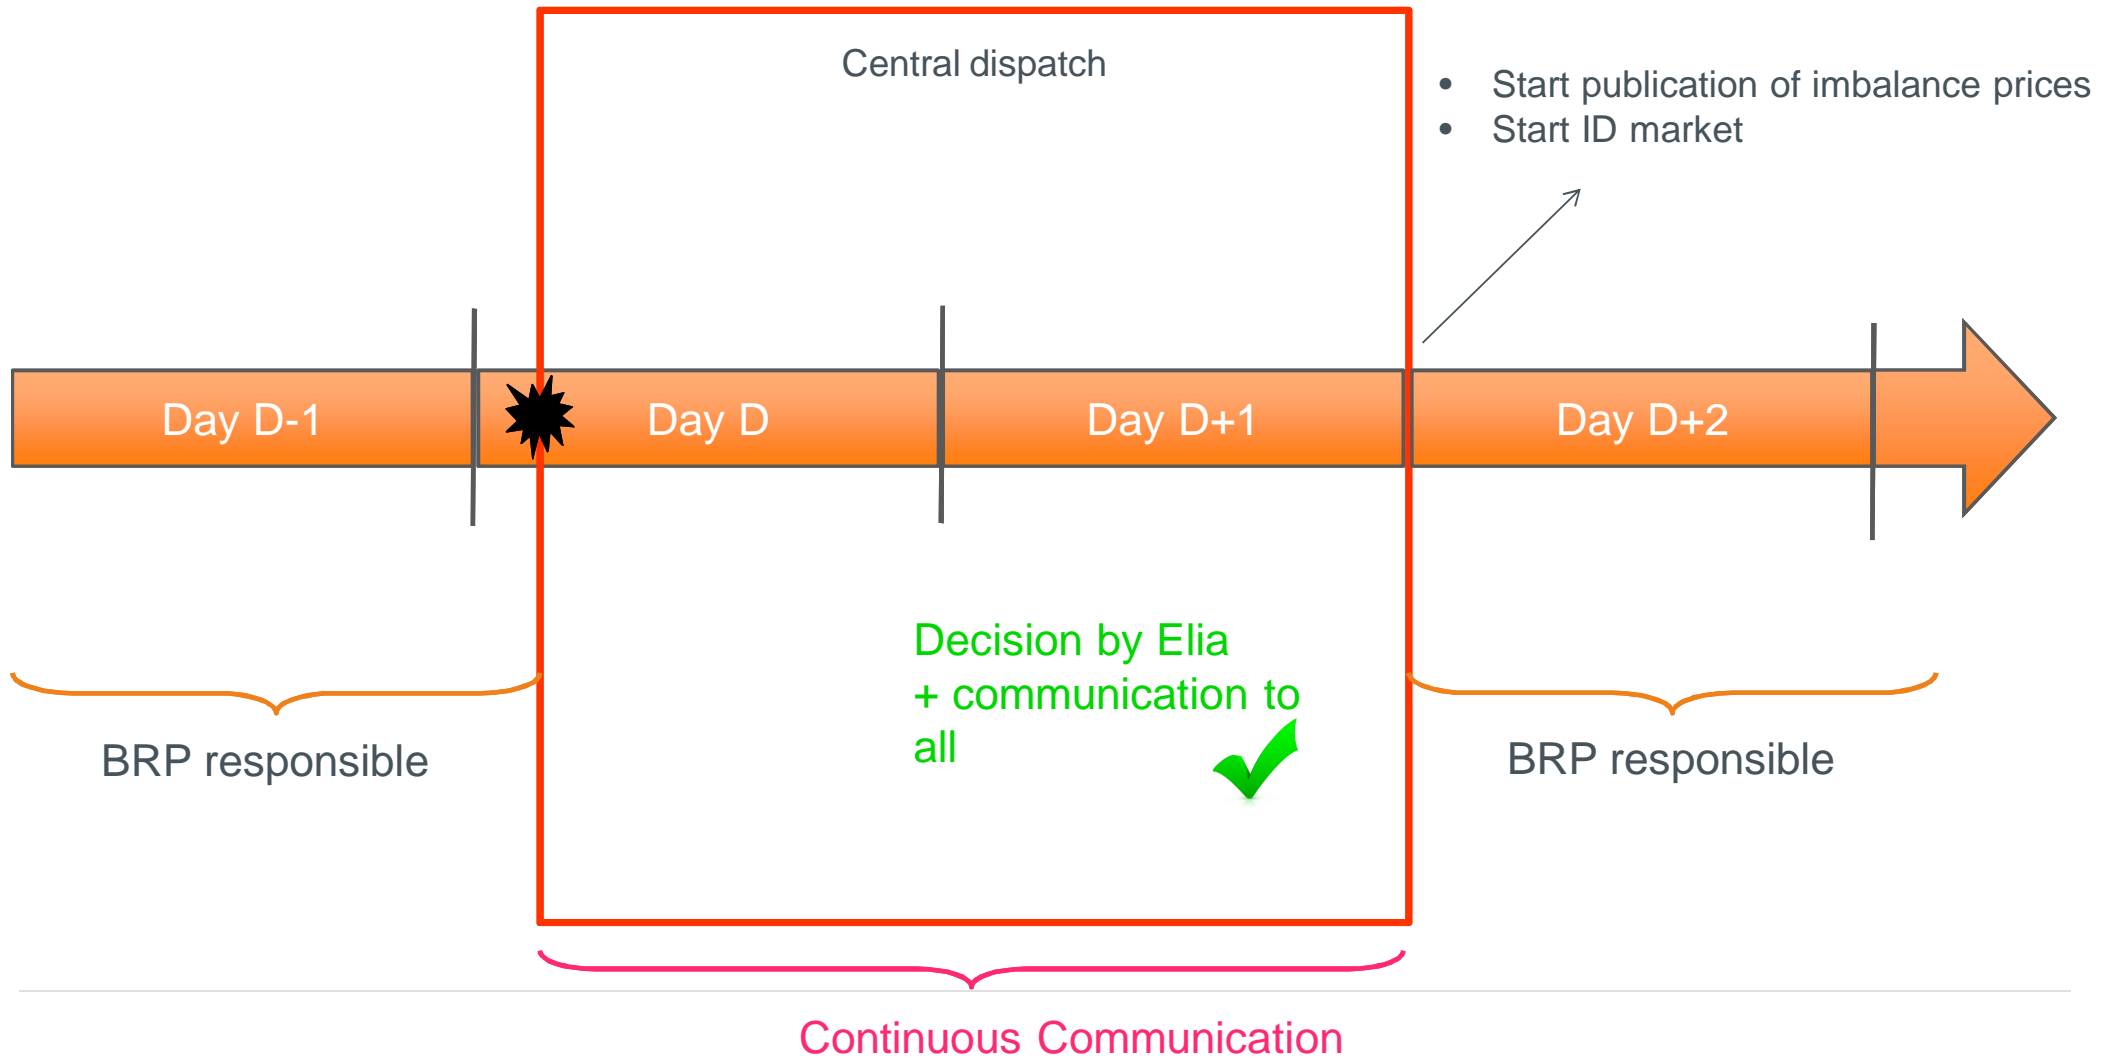 Central dispatch
• Start publication of imbalance prices
• Start ID market
Day D-1
Day D
Day D+1
Day D+2
Decision by Elia
+ communication to
all
BRP responsible
BRP responsible
Continuous Communication